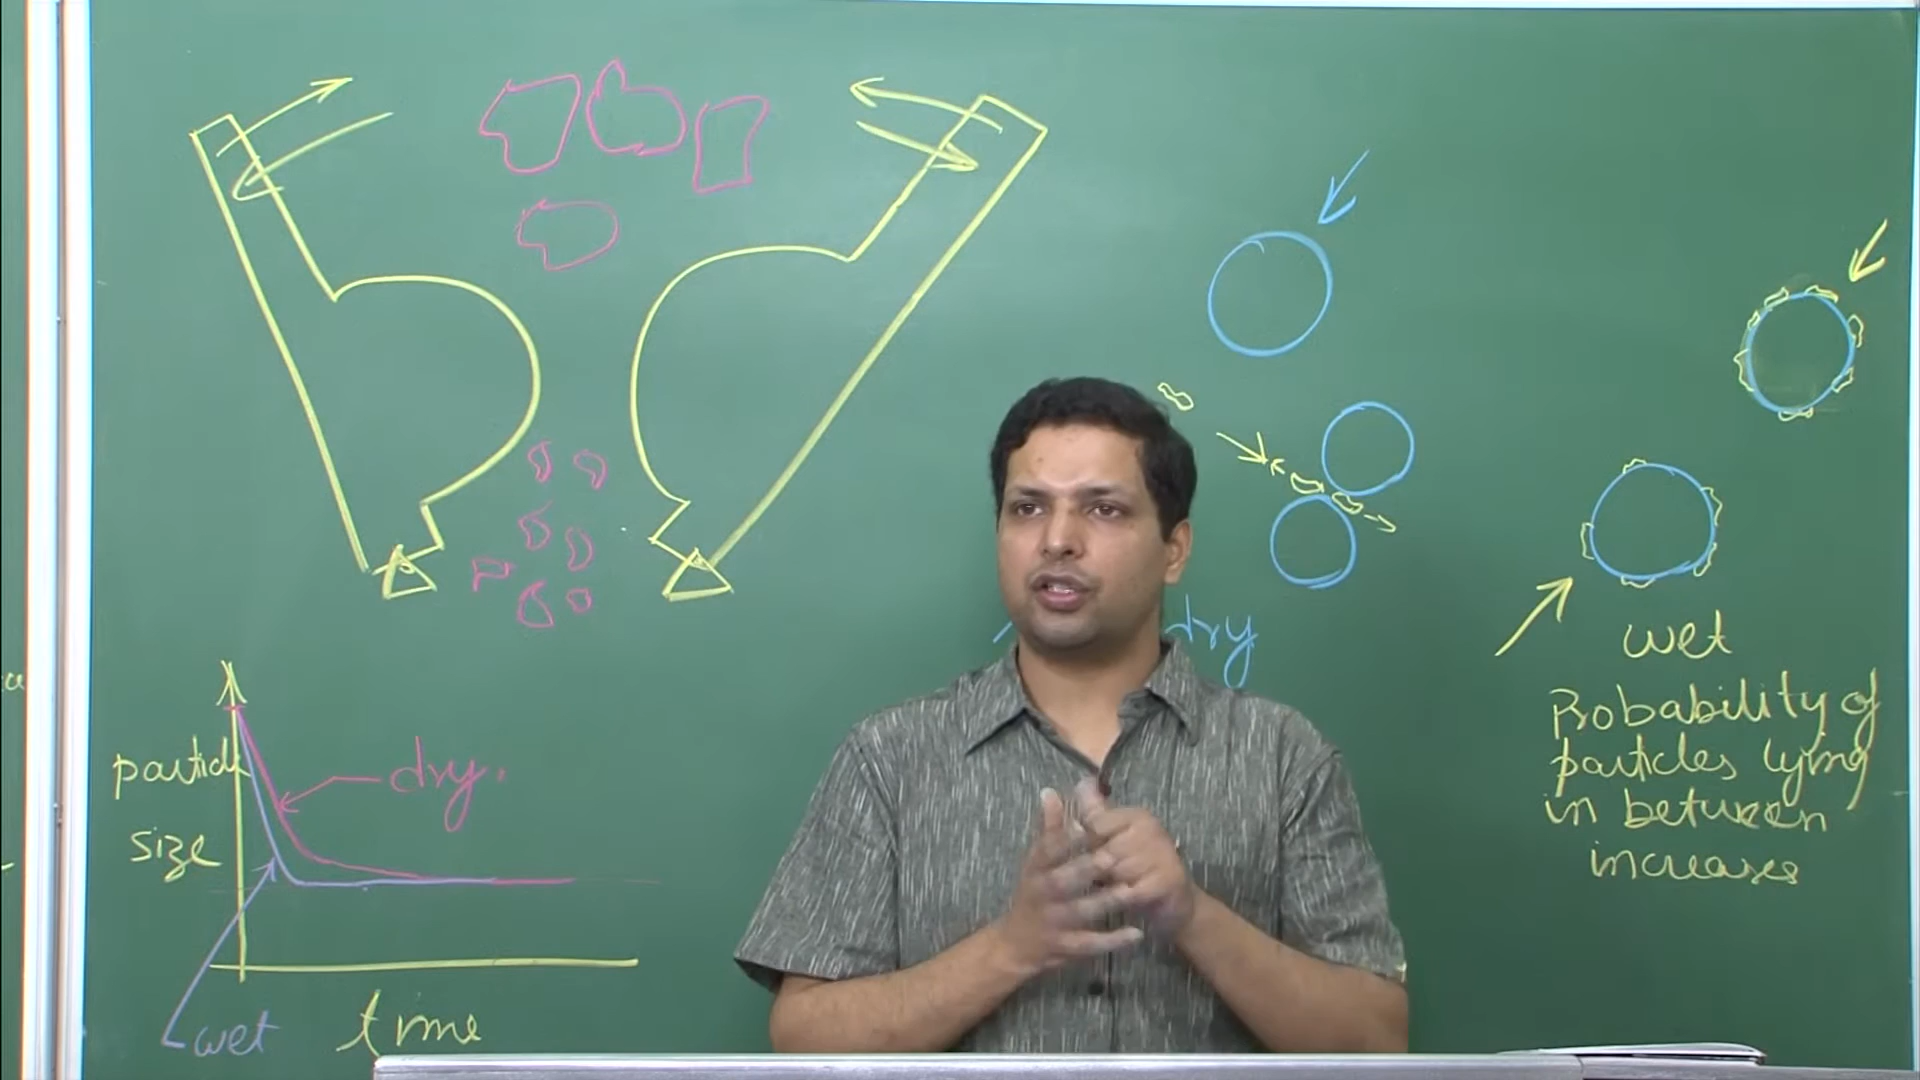 particle
size
dry.
wet
time
dry
wet
Probability of
particles lying
in between
increases